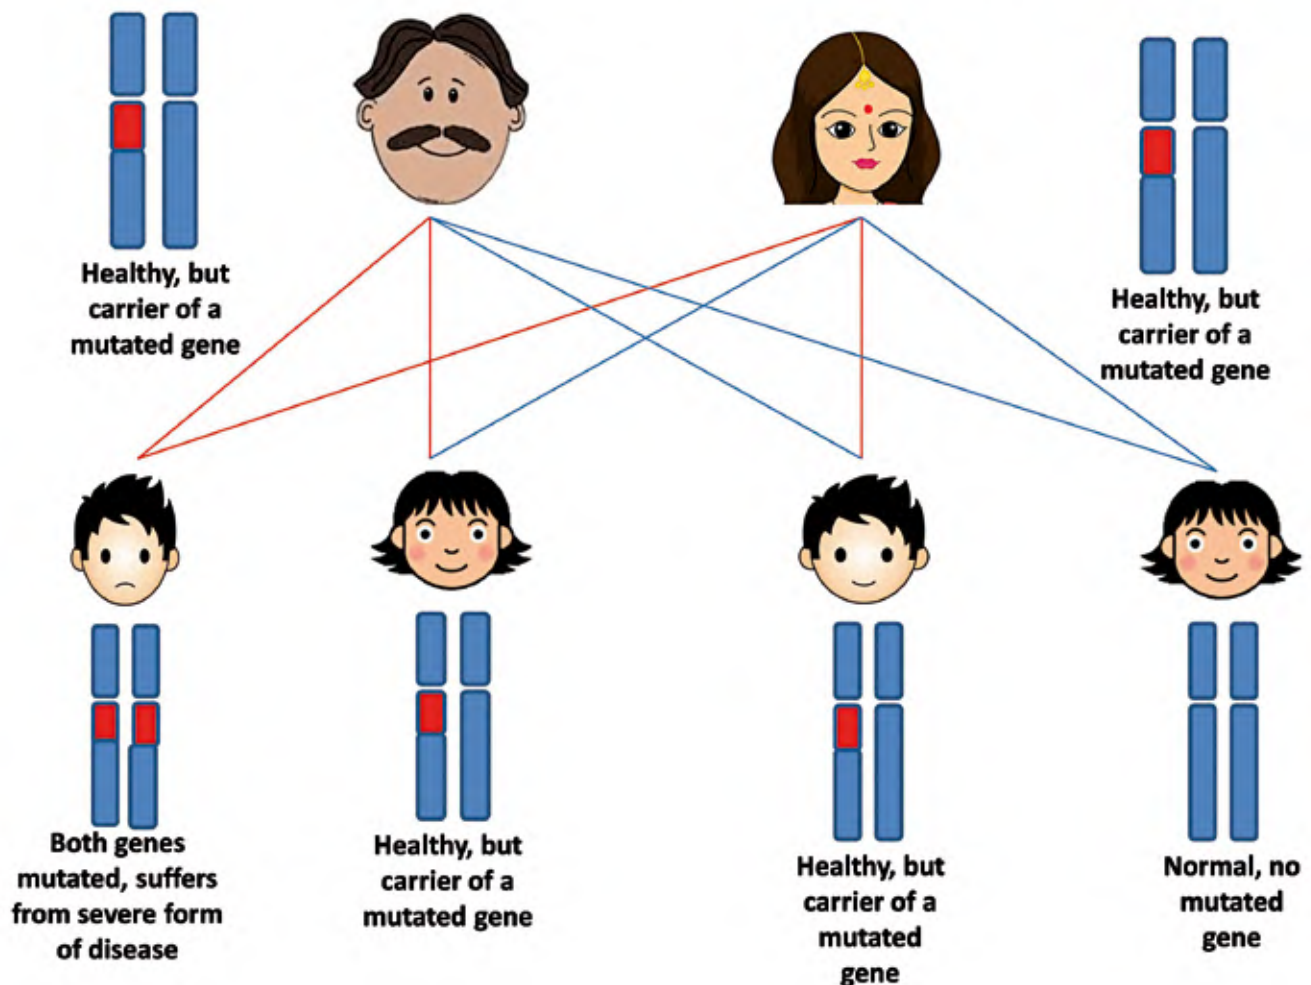 Healthy, but
carrier of a
mutated gene
Healthy, but
carrier of a
mutated gene
Both genes
mutated, suffers
from severe form
of disease
Healthy, but
carrier of a
mutated gene
Healthy, but
carrier of a
mutated
gene
Normal, no
mutated
gene